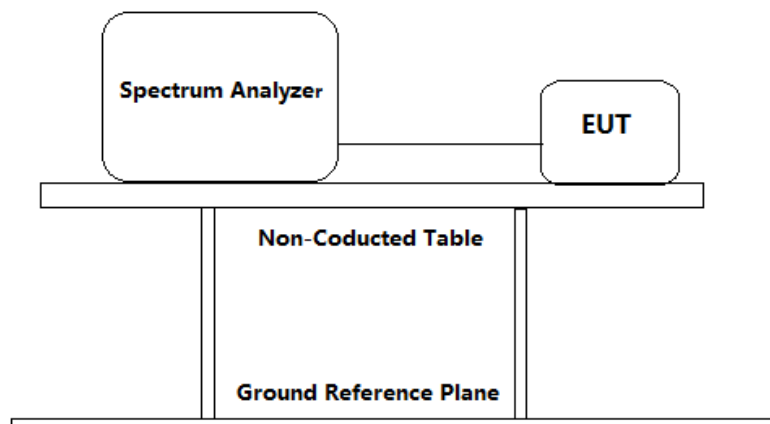 Spectrum Analyzer
EUT
Non-Coducted Table
Ground Reference Plane